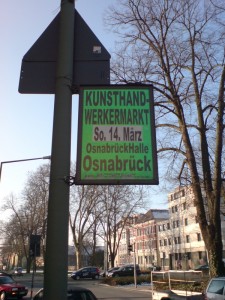 KUNSTHAND-
WERKERMARKT
So. 14. März
OsnabrückHalle
Osnabrück